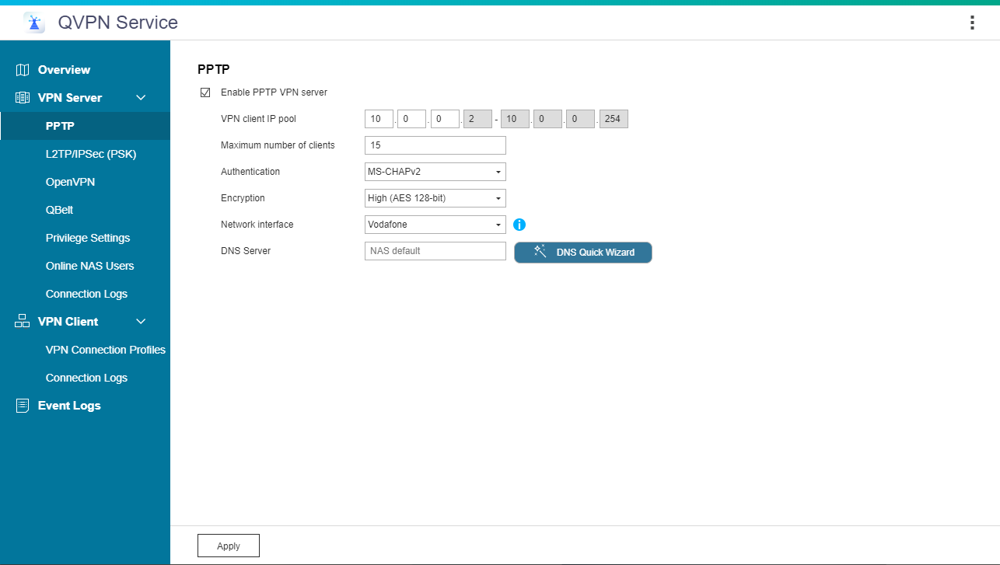 QVPN Service
Overview
VPN Server
PPTP
L2TP/IPSec (PSK)
OpenVPN
QBelt
Privilege Settings
Online NAS Users
Connection Logs
VPN Client
VPN Connection Profiles
Connection Logs
Event Logs
PPTP
Enable PPTP VPN server
VPN client IP pool 10 . 0 . 0 . 2 - 10 . 0 . 0 . 254
Maximum number of clients 15
Authentication MS-CHAPv2
Encryption High (AES 128-bit)
Network interface Vodafone
DNS Server NAS default DNS Quick Wizard
Apply